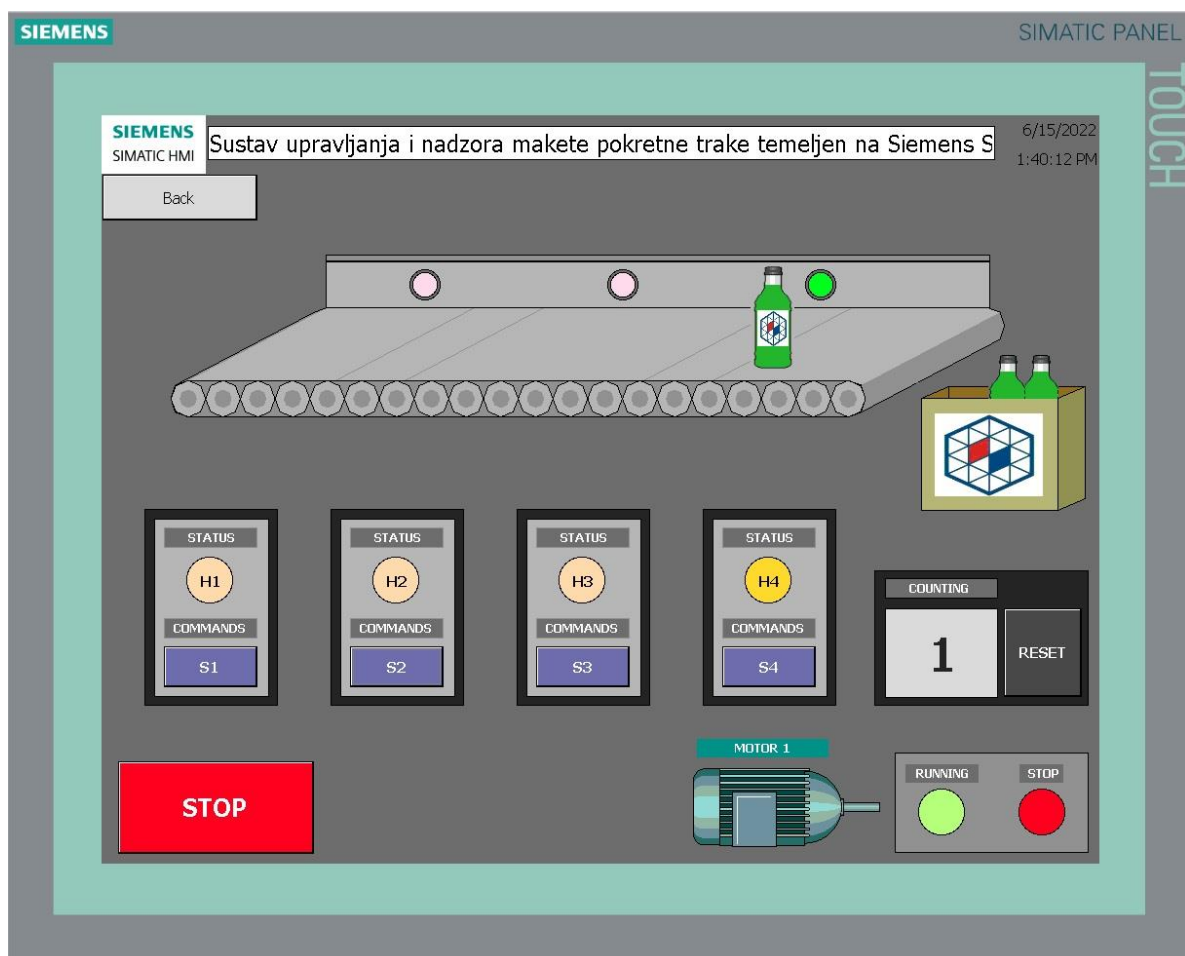 SIEMENS
SIMATIC PANEL
TOUCH
SIEMENS
SIMATIC HMI
Sustav upravljanja i nadzora makete pokretne trake temeljen na Siemens S
6/15/2022
1:40:12 PM
Back
STATUS
H1
COMMANDS
S1
STATUS
H2
COMMANDS
S2
STATUS
H3
COMMANDS
S3
STATUS
H4
COMMANDS
S4
COUNTING
1
RESET
STOP
MOTOR 1
RUNNING
STOP